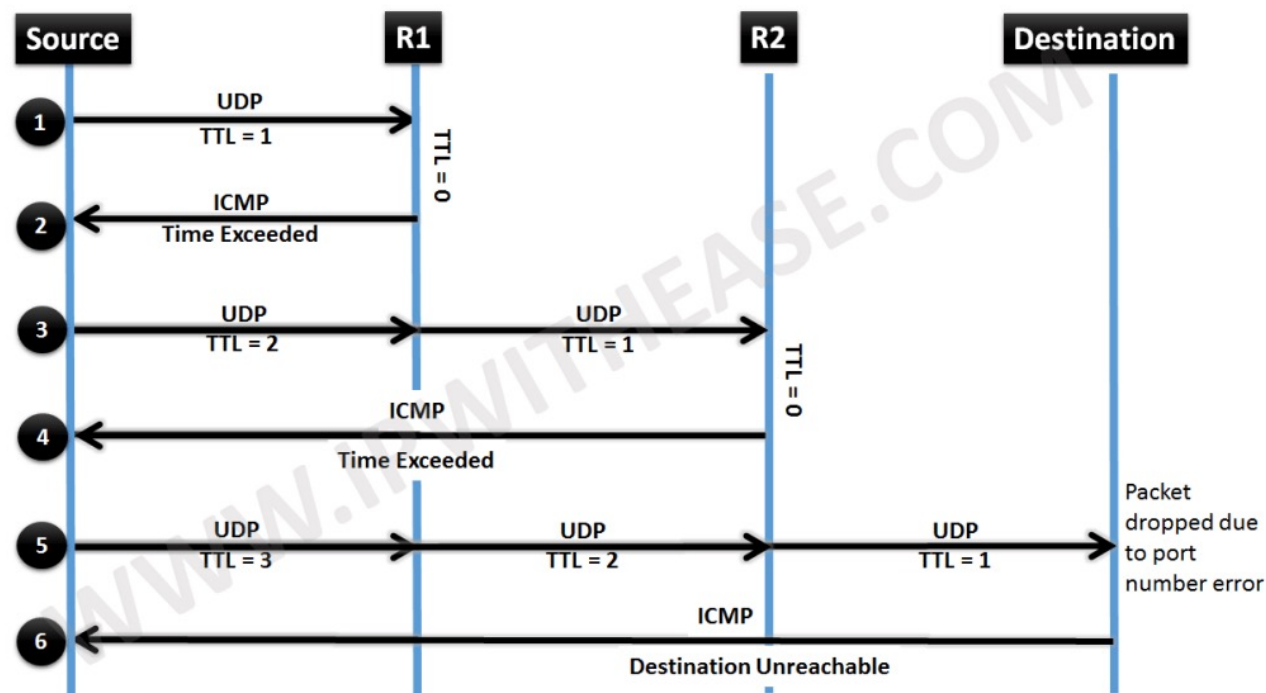 Source
R1
R2
Destination
1
UDP
TTL = 1
TTL = 0
2
ICMP
Time Exceeded
3
UDP
TTL = 2
UDP
TTL = 1
TTL = 0
4
ICMP
Time Exceeded
5
UDP
TTL = 3
UDP
TTL = 2
UDP
TTL = 1
Packet
dropped due
to port
number error
6
ICMP
Destination Unreachable
WWW.IPWITHEASE.COM